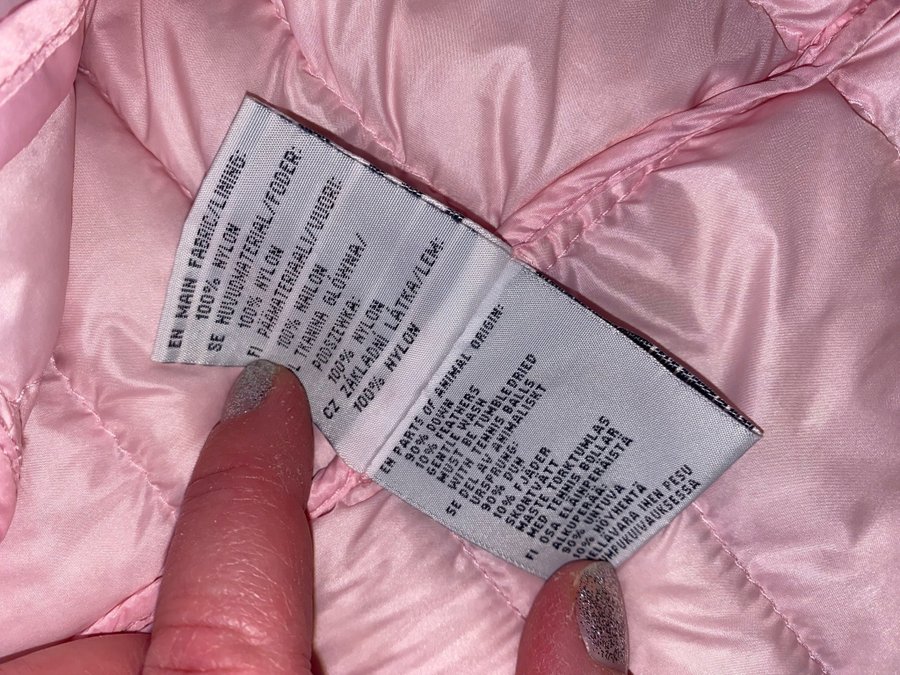 EN MAIN FABRIC/LINING:
100% NYLON
SE HUVUDMATERIAL/FODER:
100% NYLON
FI PÄÄMATERIAALI/VUORI:
100% NAILON
TKANINA GŁÓWNA/
PODSZEWKA:
100% NYLON
CZ ZÁKLADNÍ LÁTKA/LEM:
100% NYLON
EN PARTS OF ANIMAL ORIGIN:
90% DOWN
10% FEATHERS
GENTLE WASH
MUST BE TUMBLEDRIED
WITH TENNIS BALLS
SE DEL AV ANIMALIGHT
URSPRUNG:
90% DUN
10% FJÄDER
SKONTVÄTT
MÅSTE TORKTUMLAS
MED TENNISBOLLAR
FI OSA ELÄINPERÄISTÄ
ALKUPERÄÄ:
90% UNTUVA
10% HÖYHENTÄ
HELLÄVARAINEN PESU